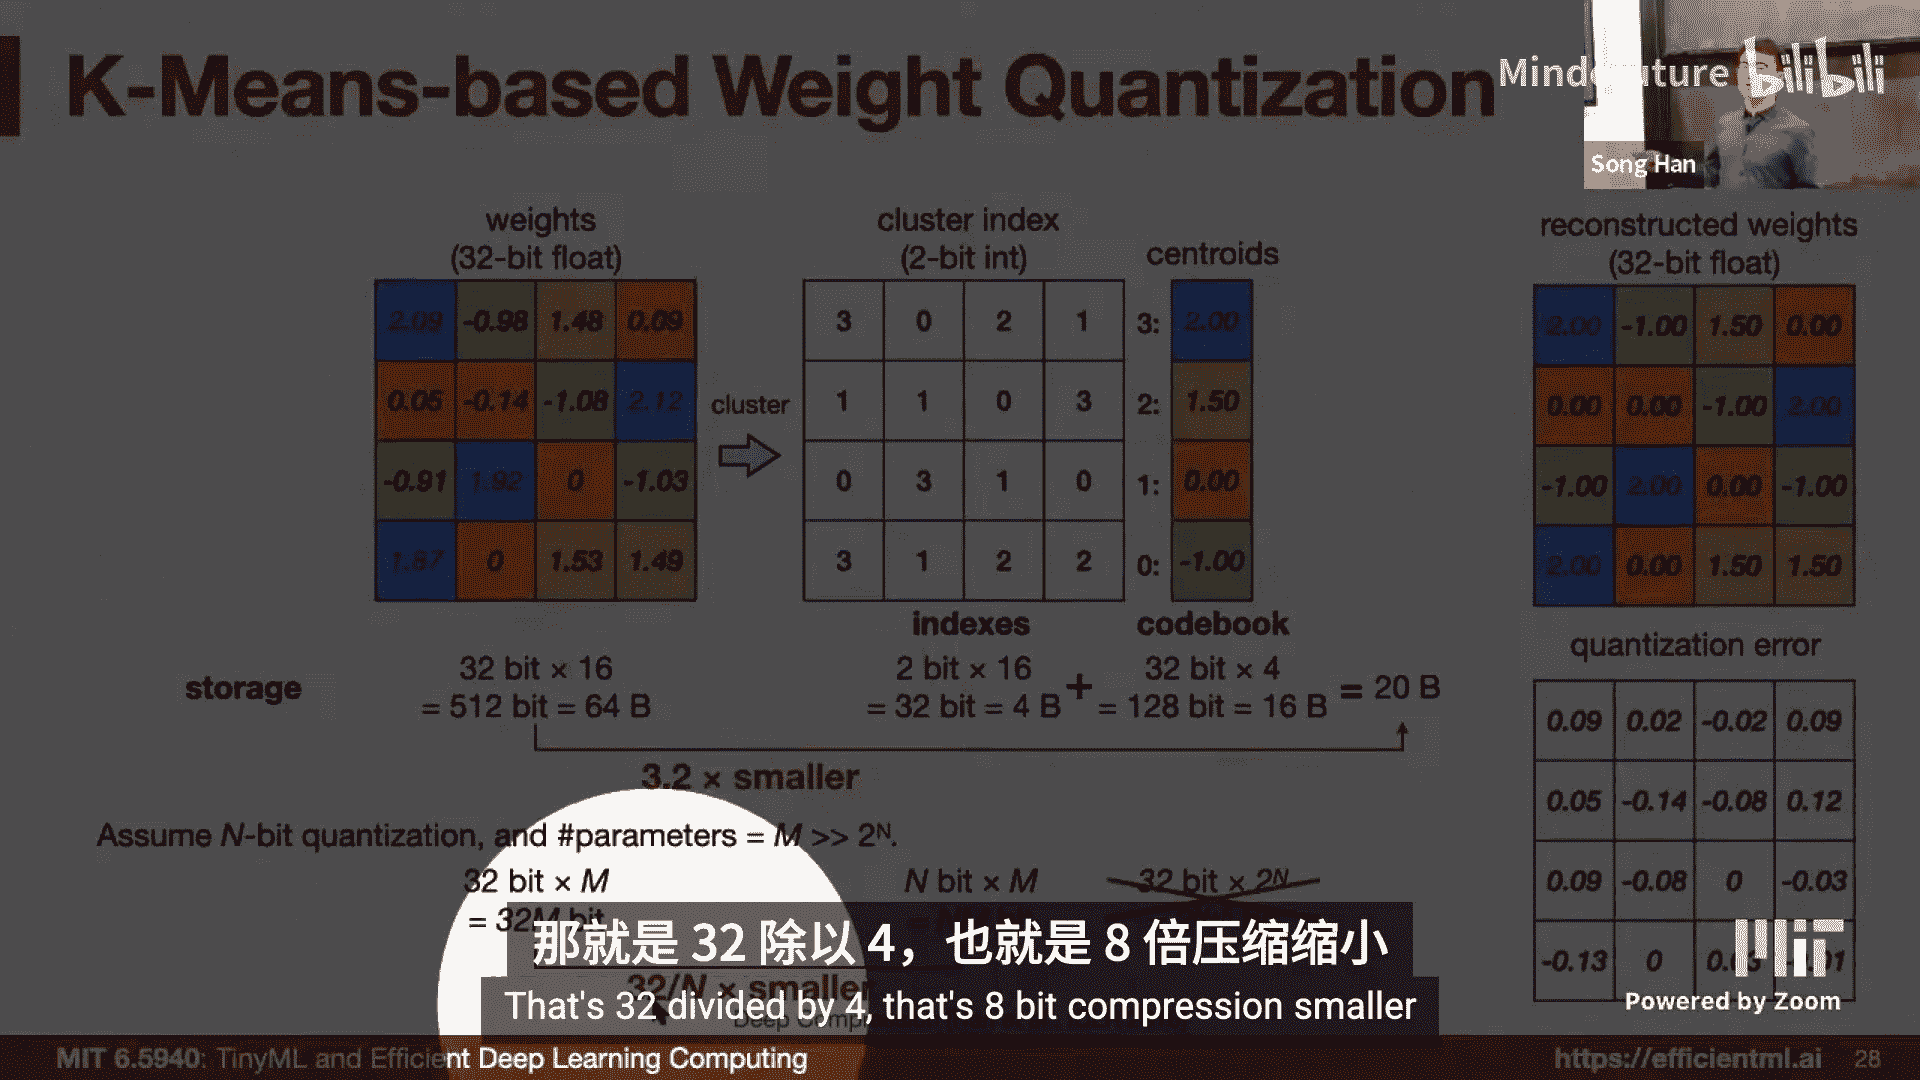 K-Means-based Weight Quantization
bilibili
Song Han
weights
(32-bit float)
cluster index
(2-bit int)
centroids
reconstructed weights
(32-bit float)
2.09 -0.98 1.48 0.09
0.05 -0.14 -1.08 2.12
-0.91 1.92 0 -1.03
1.87 0 1.53 1.49
cluster
3 0 2 1
1 1 0 3
0 3 1 0
3 1 2 2
3: 2.00
2: 1.50
1: 0.00
0: -1.00
2.00 -1.00 1.50 0.00
0.00 0.00 -1.00 2.00
-1.00 2.00 0.00 -1.00
2.00 0.00 1.50 1.50
indexes
codebook
storage
32 bit × 16
= 512 bit = 64 B
2 bit × 16
= 32 bit = 4 B
+
32 bit × 4
= 128 bit = 16 B
= 20 B
3.2 × smaller
quantization error
0.09 0.02 -0.02 0.09
0.05 -0.14 -0.08 0.12
0.09 -0.08 0 -0.03
-0.13 0
Assume N-bit quantization, and #parameters = M >> 2ᴺ.
32 bit × M
= 32M bit
N bit × M
32 bit × 2ᴺ
32/N × smaller
那就是 32 除以 4，也就是 8 倍压缩缩小
That's 32 divided by 4, that's 8 bit compression smaller
MIT
Powered by Zoom
MIT 6.5940: TinyML and Efficient Deep Learning Computing
https://efficientml.ai
28